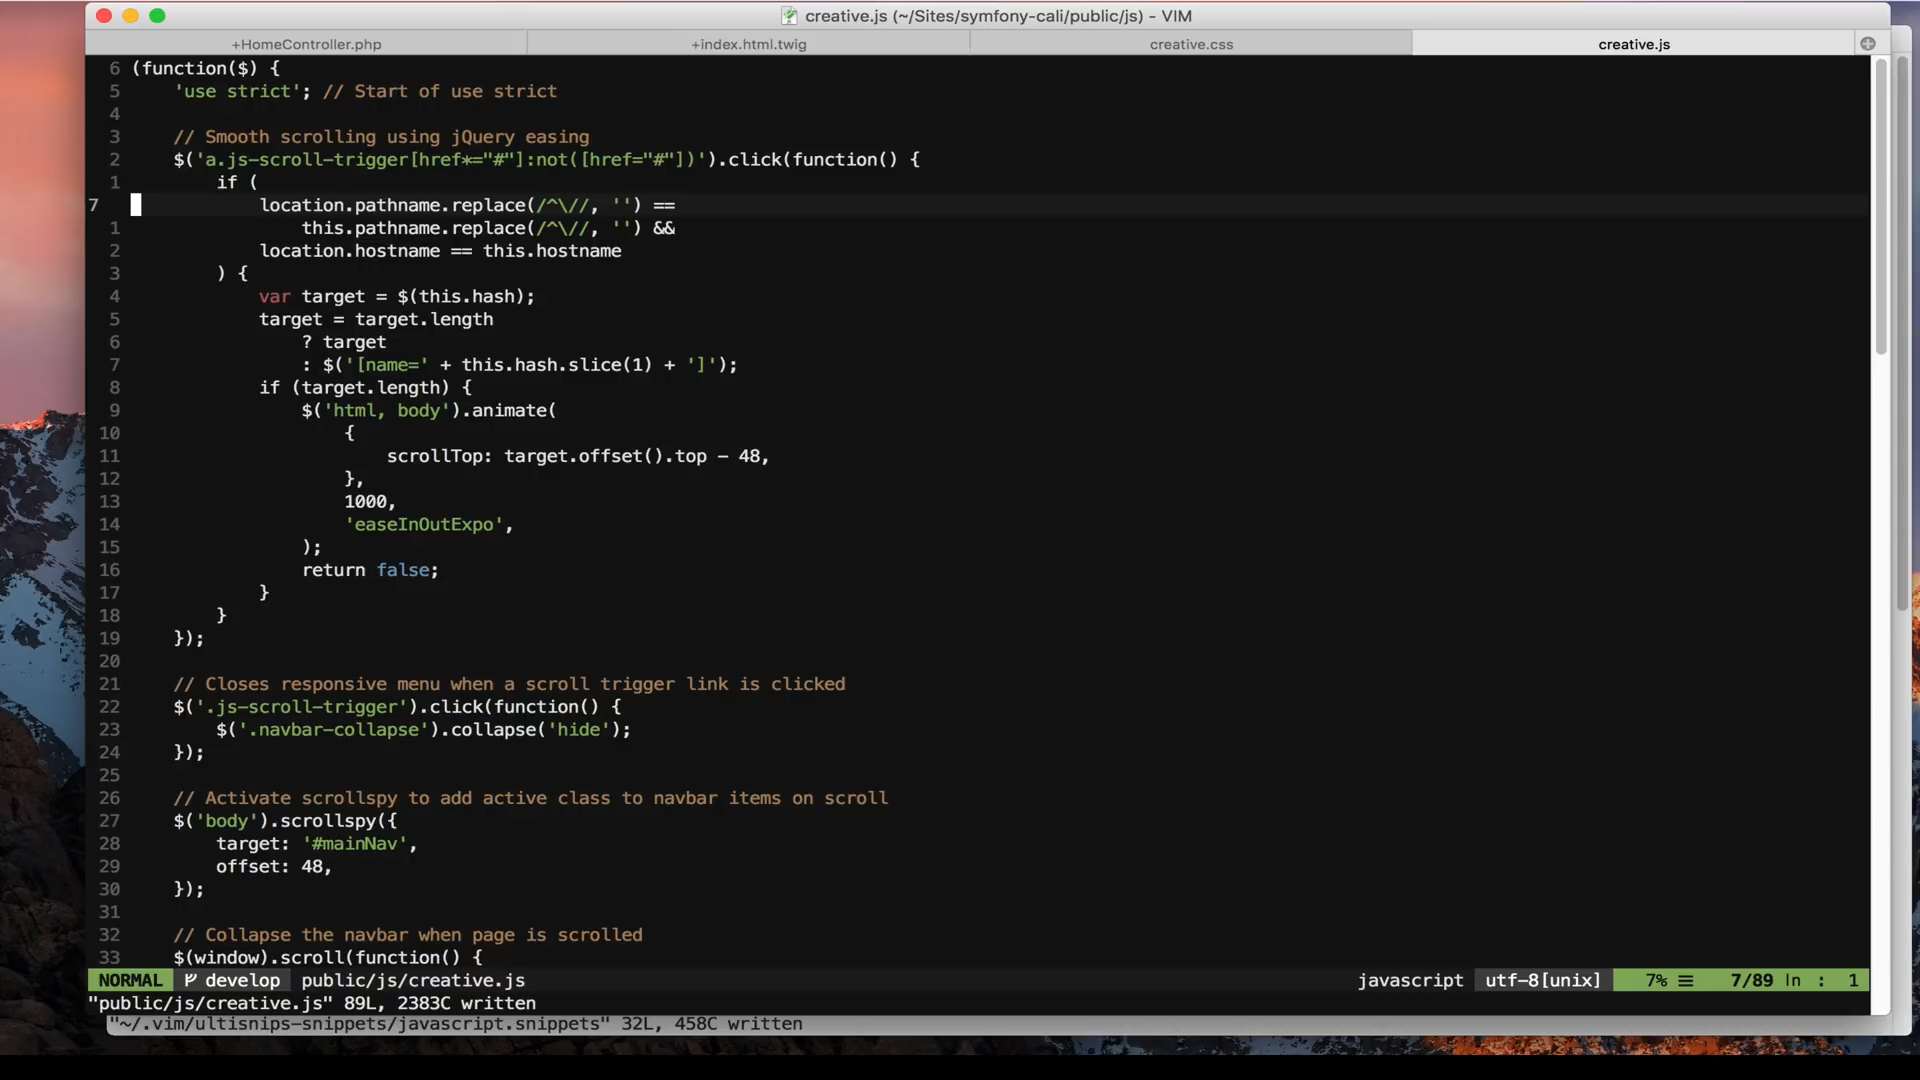 creative.js (~/Sites/symfony-cali/public/js) - VIM
+HomeController.php +index.html.twig creative.css creative.js
6 (function($) {
5     'use strict'; // Start of use strict
4
3     // Smooth scrolling using jQuery easing
2     $('a.js-scroll-trigger[href*="#"]:not([href="#"])').click(function() {
1         if (
7             location.pathname.replace(/^\//, '') ==
1                 this.pathname.replace(/^\//, '') &&
2             location.hostname == this.hostname
3         ) {
4             var target = $(this.hash);
5             target = target.length
6                 ? target
7                 : $('[name=' + this.hash.slice(1) + ']');
8             if (target.length) {
9                 $('html, body').animate(
10                     {
11                         scrollTop: target.offset().top - 48,
12                     },
13                     1000,
14                     'easeInOutExpo',
15                 );
16                 return false;
17             }
18         }
19     });
20
21     // Closes responsive menu when a scroll trigger link is clicked
22     $('.js-scroll-trigger').click(function() {
23         $('.navbar-collapse').collapse('hide');
24     });
25
26     // Activate scrollspy to add active class to navbar items on scroll
27     $('body').scrollspy({
28         target: '#mainNav',
29         offset: 48,
30     });
31
32     // Collapse the navbar when page is scrolled
33     $(window).scroll(function() {
NORMAL develop public/js/creative.js javascript utf-8[unix] 7% ≡ 7/89 ln : 1
"public/js/creative.js" 89L, 2383C written
"~/.vim/ultisnips-snippets/javascript.snippets" 32L, 458C written